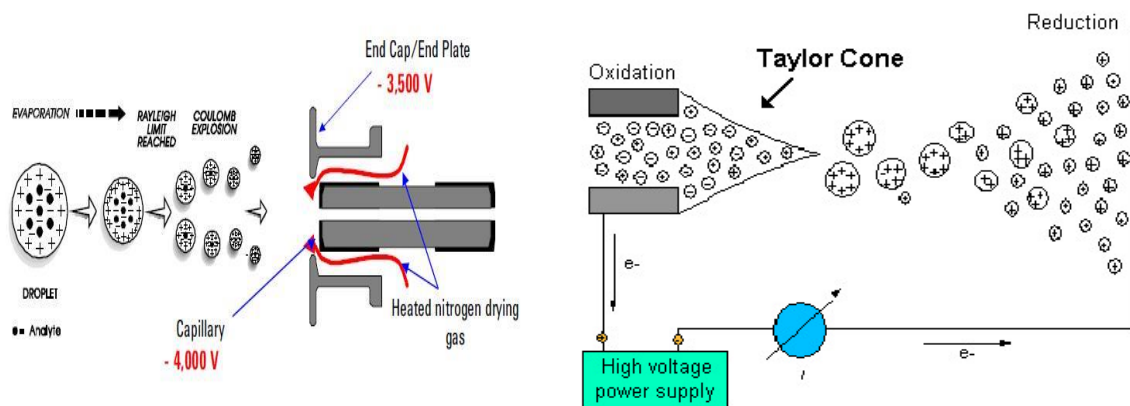 End Cap/End Plate
- 3,500 V
EVAPORATION
RAYLEIGH
LIMIT
REACHED
COULOMB
EXPLOSION
DROPLET
= Analyte
Capillary
- 4,000 V
Heated nitrogen drying
gas
Reduction
Oxidation
Taylor Cone
e-
High voltage
power supply
e-